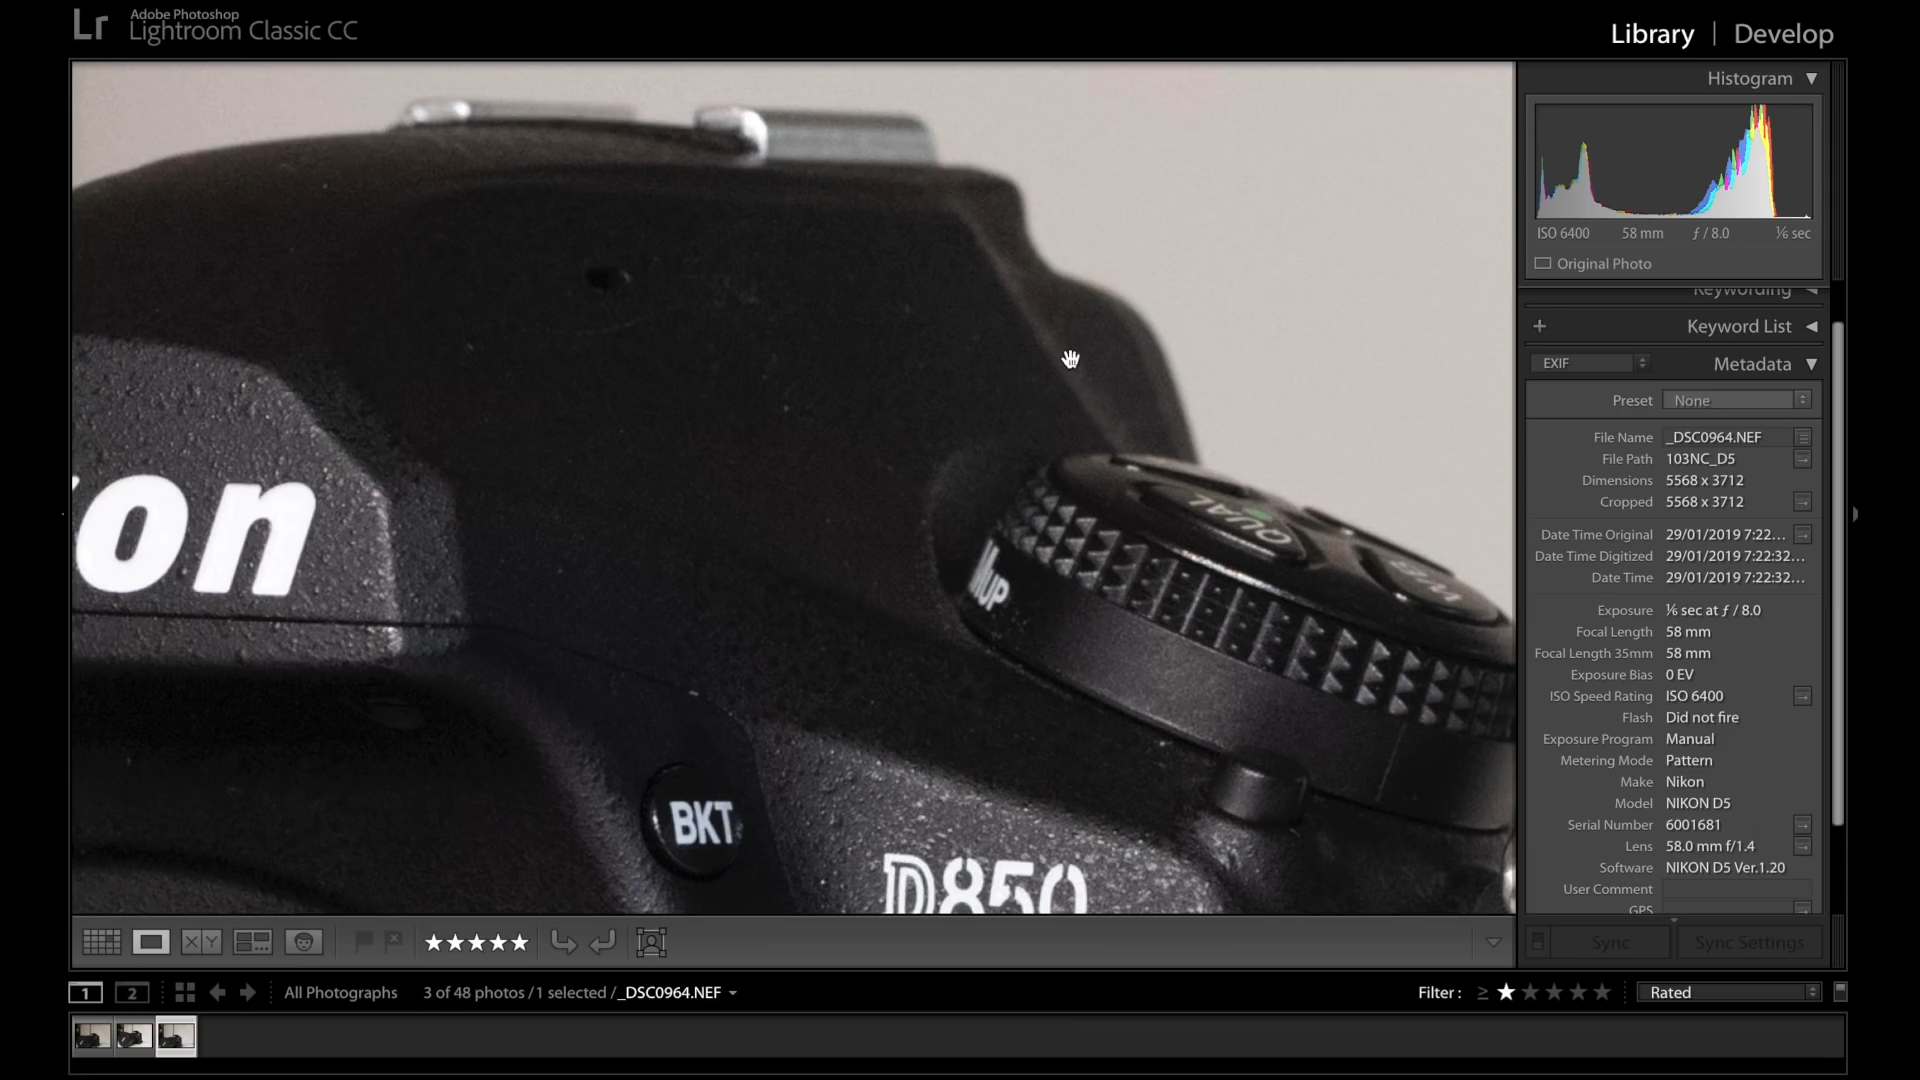 Lr
Adobe Photoshop
Lightroom Classic CC
Library | Develop
Histogram
ISO 6400 58 mm ƒ / 8.0 ⅙ sec
Original Photo
Keywording
+ Keyword List
EXIF Metadata
Preset None
File Name _DSC0964.NEF
File Path 103NC_D5
Dimensions 5568 x 3712
Cropped 5568 x 3712
Date Time Original 29/01/2019 7:22...
Date Time Digitized 29/01/2019 7:22:32...
Date Time 29/01/2019 7:22:32...
Exposure ⅙ sec at ƒ / 8.0
Focal Length 58 mm
Focal Length 35mm 58 mm
Exposure Bias 0 EV
ISO Speed Rating ISO 6400
Flash Did not fire
Exposure Program Manual
Metering Mode Pattern
Make Nikon
Model NIKON D5
Serial Number 6001681
Lens 58.0 mm f/1.4
Software NIKON D5 Ver.1.20
User Comment
GPS
Sync Sync Settings
on
QUAL
WB
MUP
BKT
D850
X Y
★★★★★
1 2 All Photographs 3 of 48 photos / 1 selected / _DSC0964.NEF
Filter : ≥ ★★★★★ Rated